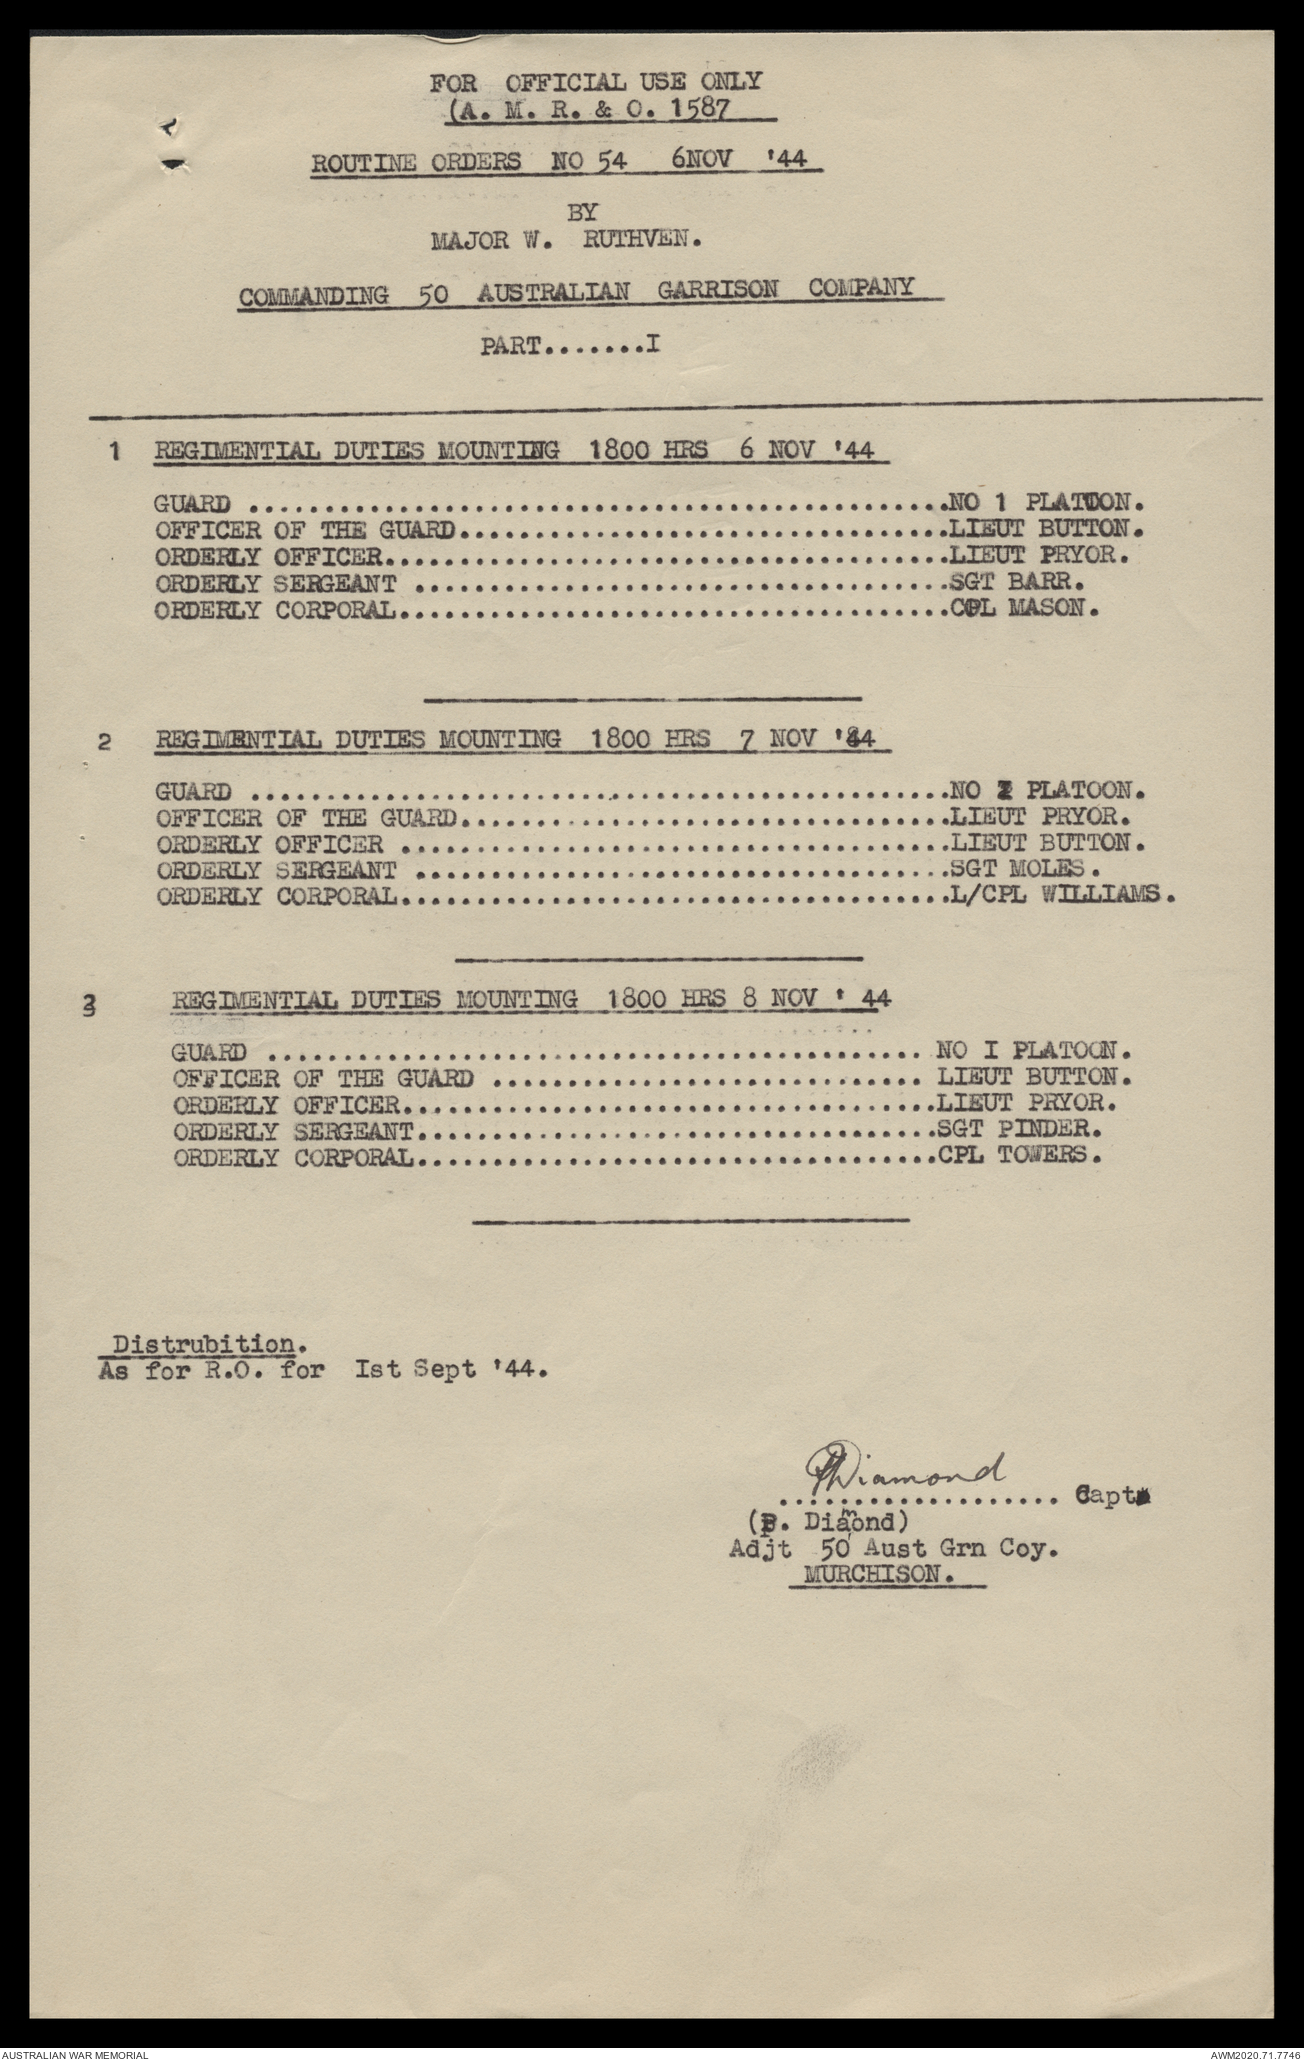 FOR OFFICIAL USE ONLY
(A. M. R. & O. 1587
ROUTINE ORDERS NO 54 6NOV '44
BY
MAJOR W. RUTHVEN.
COMMANDING 50 AUSTRALIAN GARRISON COMPANY
PART.......I
1 REGIMENTIAL DUTIES MOUNTING 1800 HRS 6 NOV '44
GUARD ...............................................NO 1 PLATOON.
OFFICER OF THE GUARD.................................LIEUT BUTTON.
ORDERLY OFFICER......................................LIEUT PRYOR.
ORDERLY SERGEANT ....................................SGT BARR.
ORDERLY CORPORAL.....................................CPL MASON.
2 REGIMENTIAL DUTIES MOUNTING 1800 HRS 7 NOV '44
GUARD ...............................................NO 2 PLATOON.
OFFICER OF THE GUARD.................................LIEUT PRYOR.
ORDERLY OFFICER .....................................LIEUT BUTTON.
ORDERLY SERGEANT ....................................SGT MOLES.
ORDERLY CORPORAL.....................................L/CPL WILLIAMS.
3 REGIMENTIAL DUTIES MOUNTING 1800 HRS 8 NOV ' 44
GUARD ............................................ NO I PLATOON.
OFFICER OF THE GUARD ............................. LIEUT BUTTON.
ORDERLY OFFICER....................................LIEUT PRYOR.
ORDERLY SERGEANT...................................SGT PINDER.
ORDERLY CORPORAL...................................CPL TOWERS.
Distrubition.
As for R.O. for Ist Sept '44.
PDiamond
................... Capt
(P. Diamond)
Adjt 50 Aust Grn Coy.
MURCHISON.
AUSTRALIAN WAR MEMORIAL AWM2020.71.7746